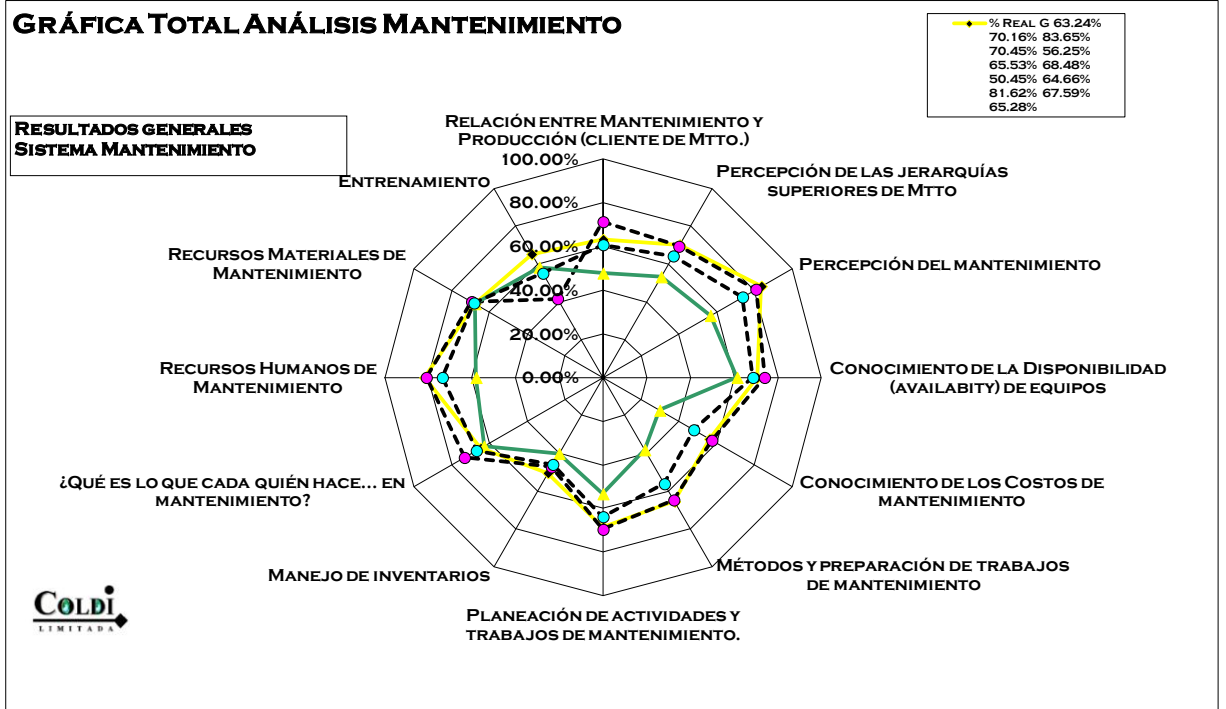 GRÁFICA TOTAL ANÁLISIS MANTENIMIENTO
% REAL G 63.24%
70.16% 83.65%
70.45% 56.25%
65.53% 68.48%
50.45% 64.66%
81.62% 67.59%
65.28%
RESULTADOS GENERALES
SISTEMA MANTENIMIENTO
RELACIÓN ENTRE MANTENIMIENTO Y
PRODUCCIÓN (CLIENTE DE MTTO.)
PERCEPCIÓN DE LAS JERARQUÍAS
SUPERIORES DE MTTO
PERCEPCIÓN DEL MANTENIMIENTO
CONOCIMIENTO DE LA DISPONIBILIDAD
(AVAILABITY) DE EQUIPOS
CONOCIMIENTO DE LOS COSTOS DE
MANTENIMIENTO
MÉTODOS Y PREPARACIÓN DE TRABAJOS
DE MANTENIMIENTO
PLANEACIÓN DE ACTIVIDADES Y
TRABAJOS DE MANTENIMIENTO.
MANEJO DE INVENTARIOS
¿QUÉ ES LO QUE CADA QUIÉN HACE... EN
MANTENIMIENTO?
RECURSOS HUMANOS DE
MANTENIMIENTO
RECURSOS MATERIALES DE
MANTENIMIENTO
ENTRENAMIENTO
100.00%
80.00%
60.00%
40.00%
20.00%
0.00%
COLDI
LIMITADA